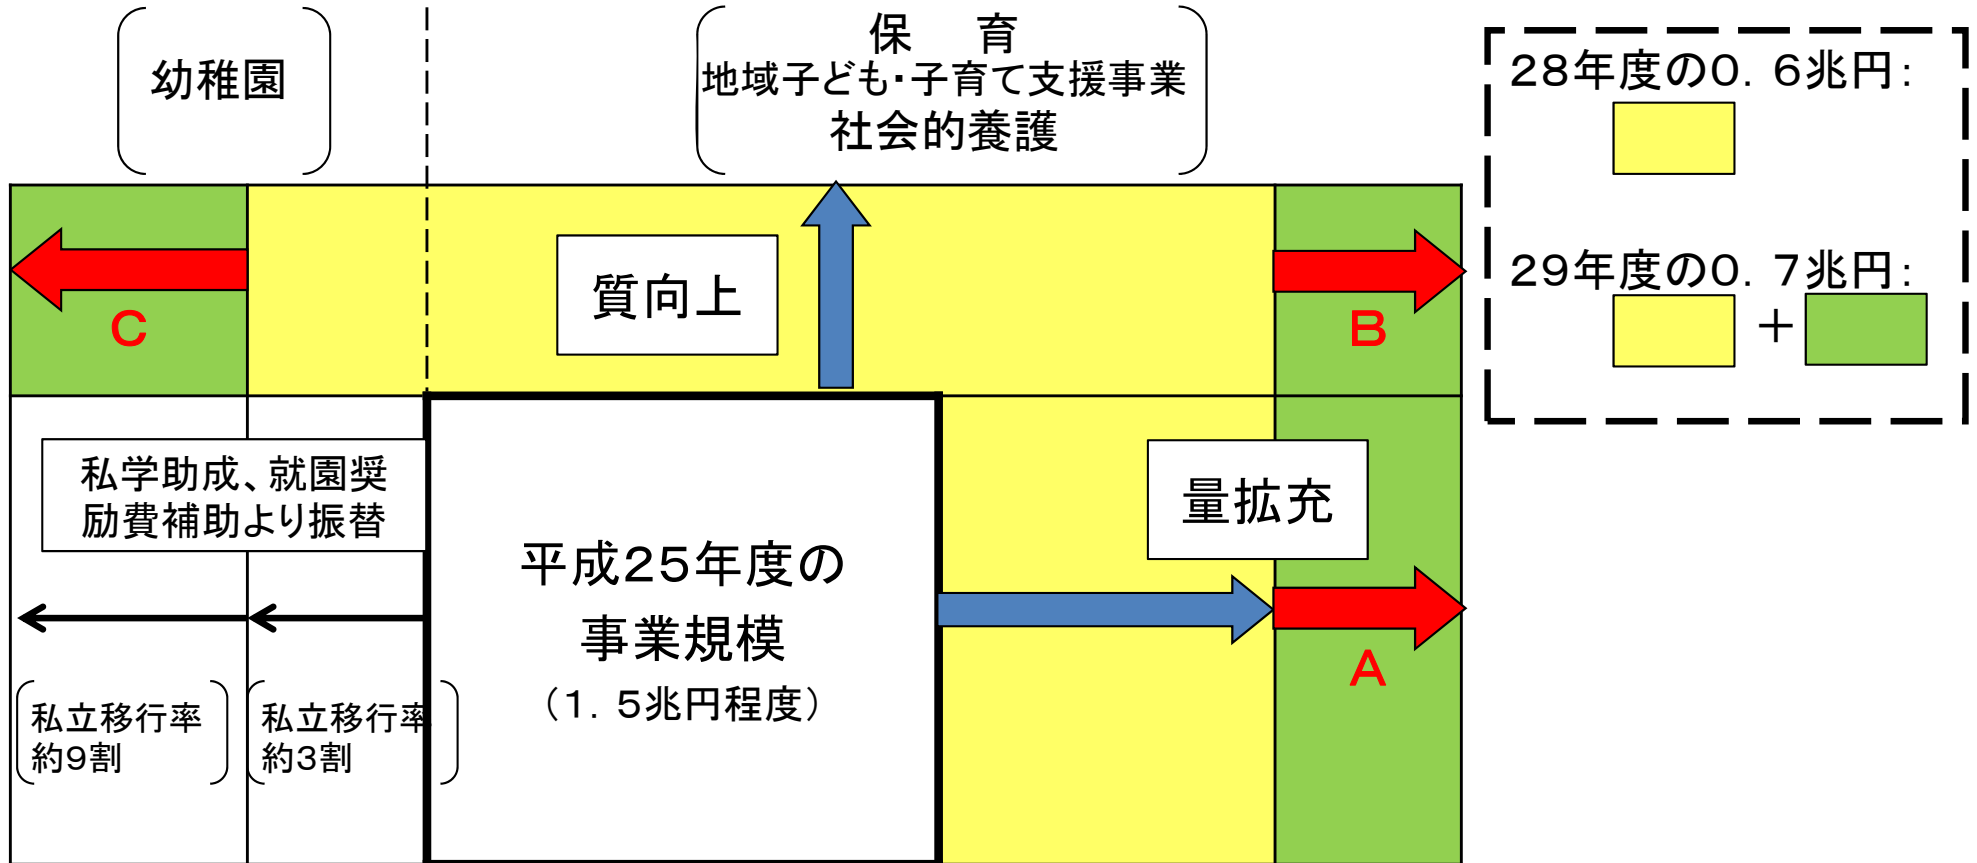 幼稚園
保　育
地域子ども・子育て支援事業
社会的養護
28年度の0．6兆円：
29年度の0．7兆円：
＋
質向上
C
B
私学助成、就園奨
励費補助より振替
量拡充
平成25年度の
事業規模
（1．5兆円程度）
A
私立移行率
約9割
私立移行率
約3割